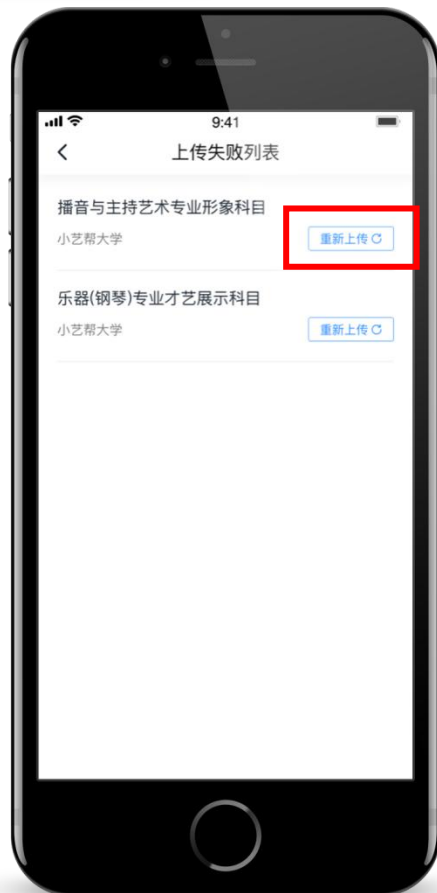 9:41
上传失败列表
播音与主持艺术专业形象科目
小艺帮大学
重新上传
乐器(钢琴)专业才艺展示科目
小艺帮大学
重新上传